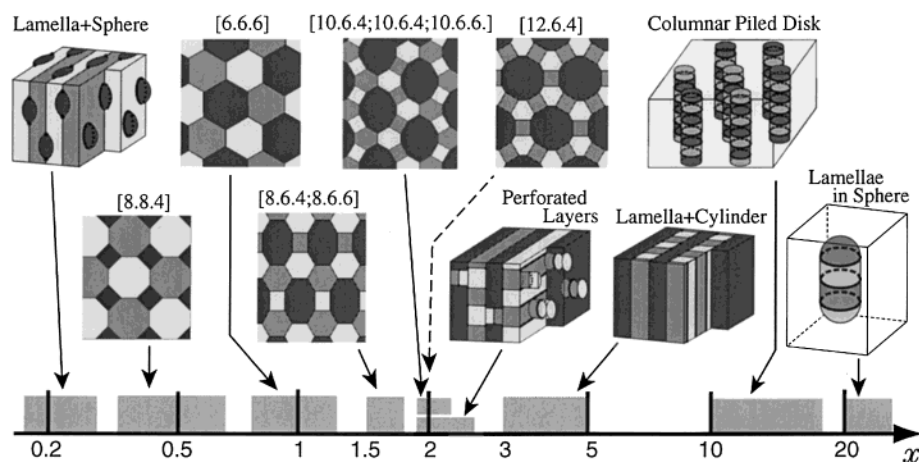 Lamella+Sphere
[6.6.6]
[10.6.4;10.6.4;10.6.6.]
[12.6.4]
Columnar Piled Disk
[8.8.4]
[8.6.4;8.6.6]
Perforated
Layers
Lamella+Cylinder
Lamellae
in Sphere
0.2
0.5
1
1.5
2
3
5
10
20
x